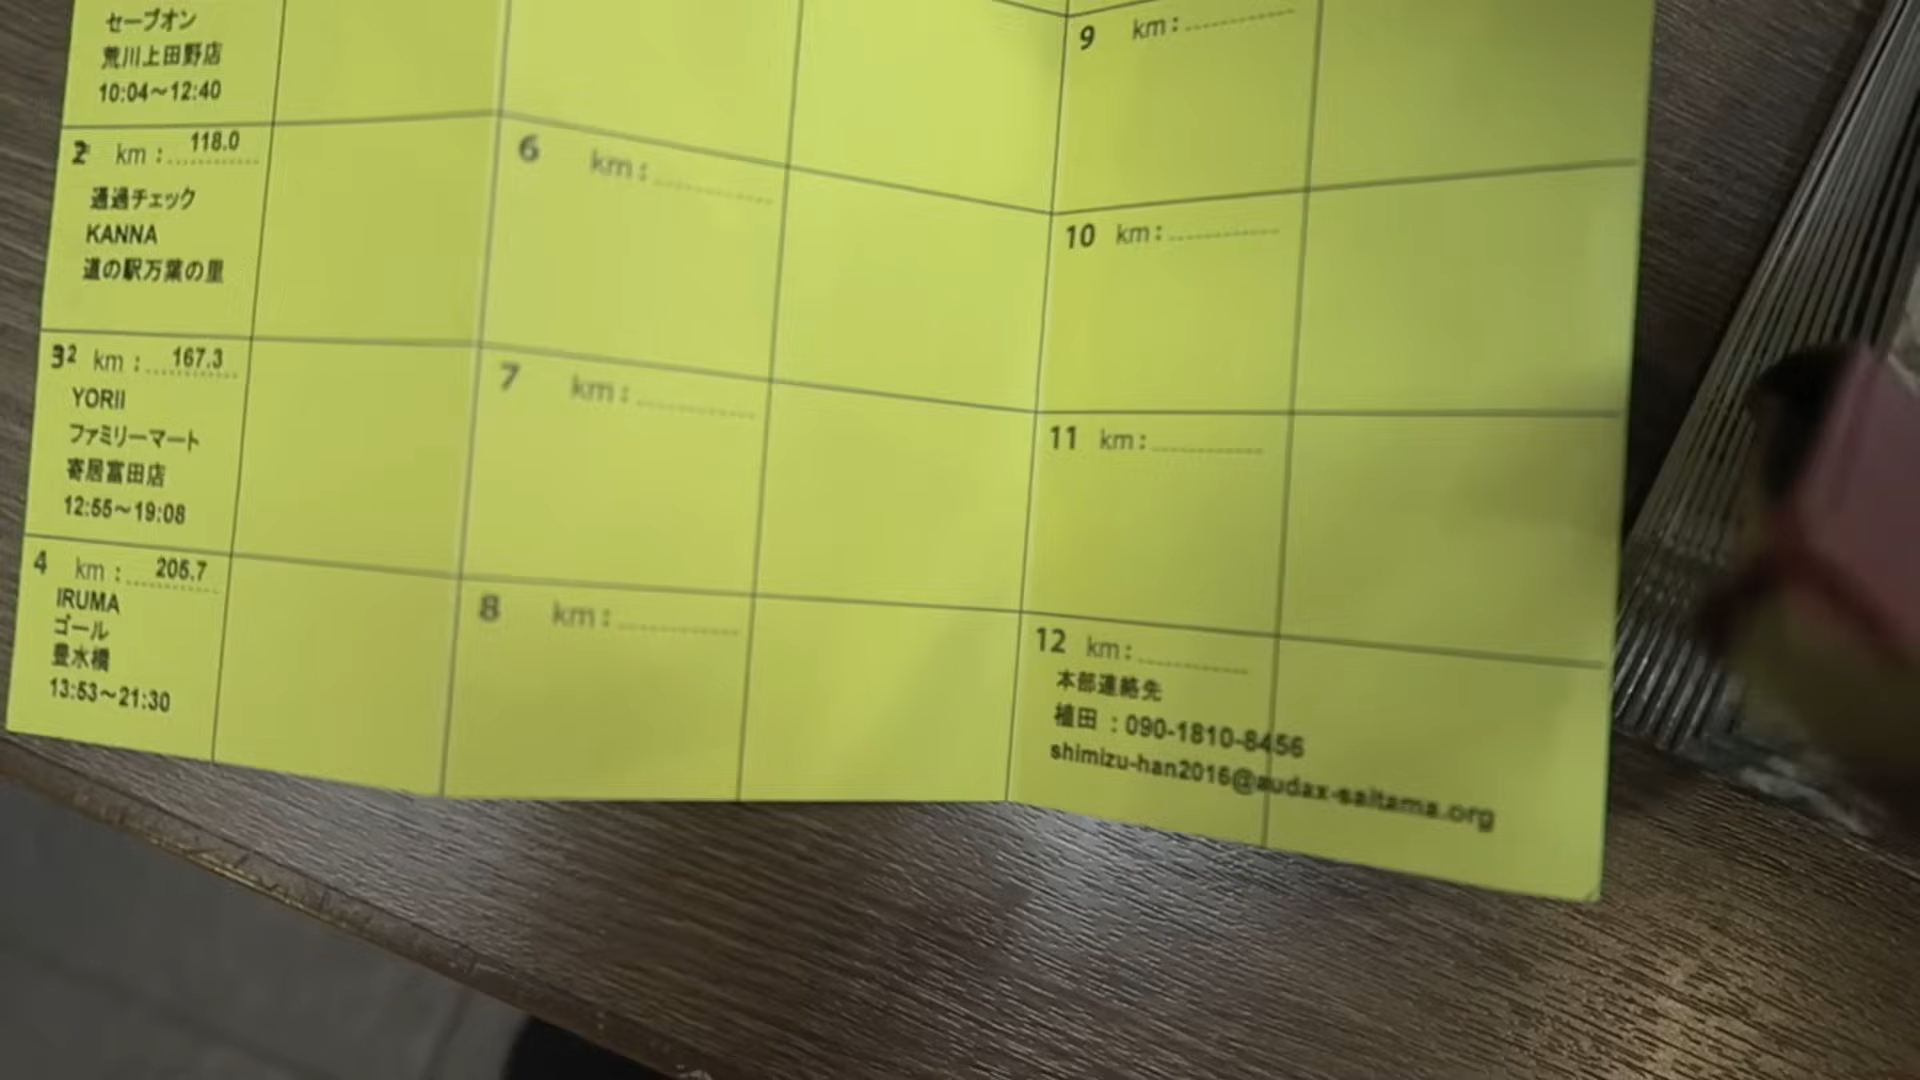 セーブオン
荒川上田野店
10:04～12:40
2 km : 118.0
通過チェック
KANNA
道の駅万葉の里
3 2 km : 167.3
YORII
ファミリーマート
寄居富田店
12:55～19:08
4 km : 205.7
IRUMA
ゴール
豊水橋
13:53～21:30
6 km :
7 km :
8 km :
9 km :
10 km :
11 km :
12 km :
本部連絡先
植田 : 090-1810-8456
shimizu-han2016@audax-saitama.org